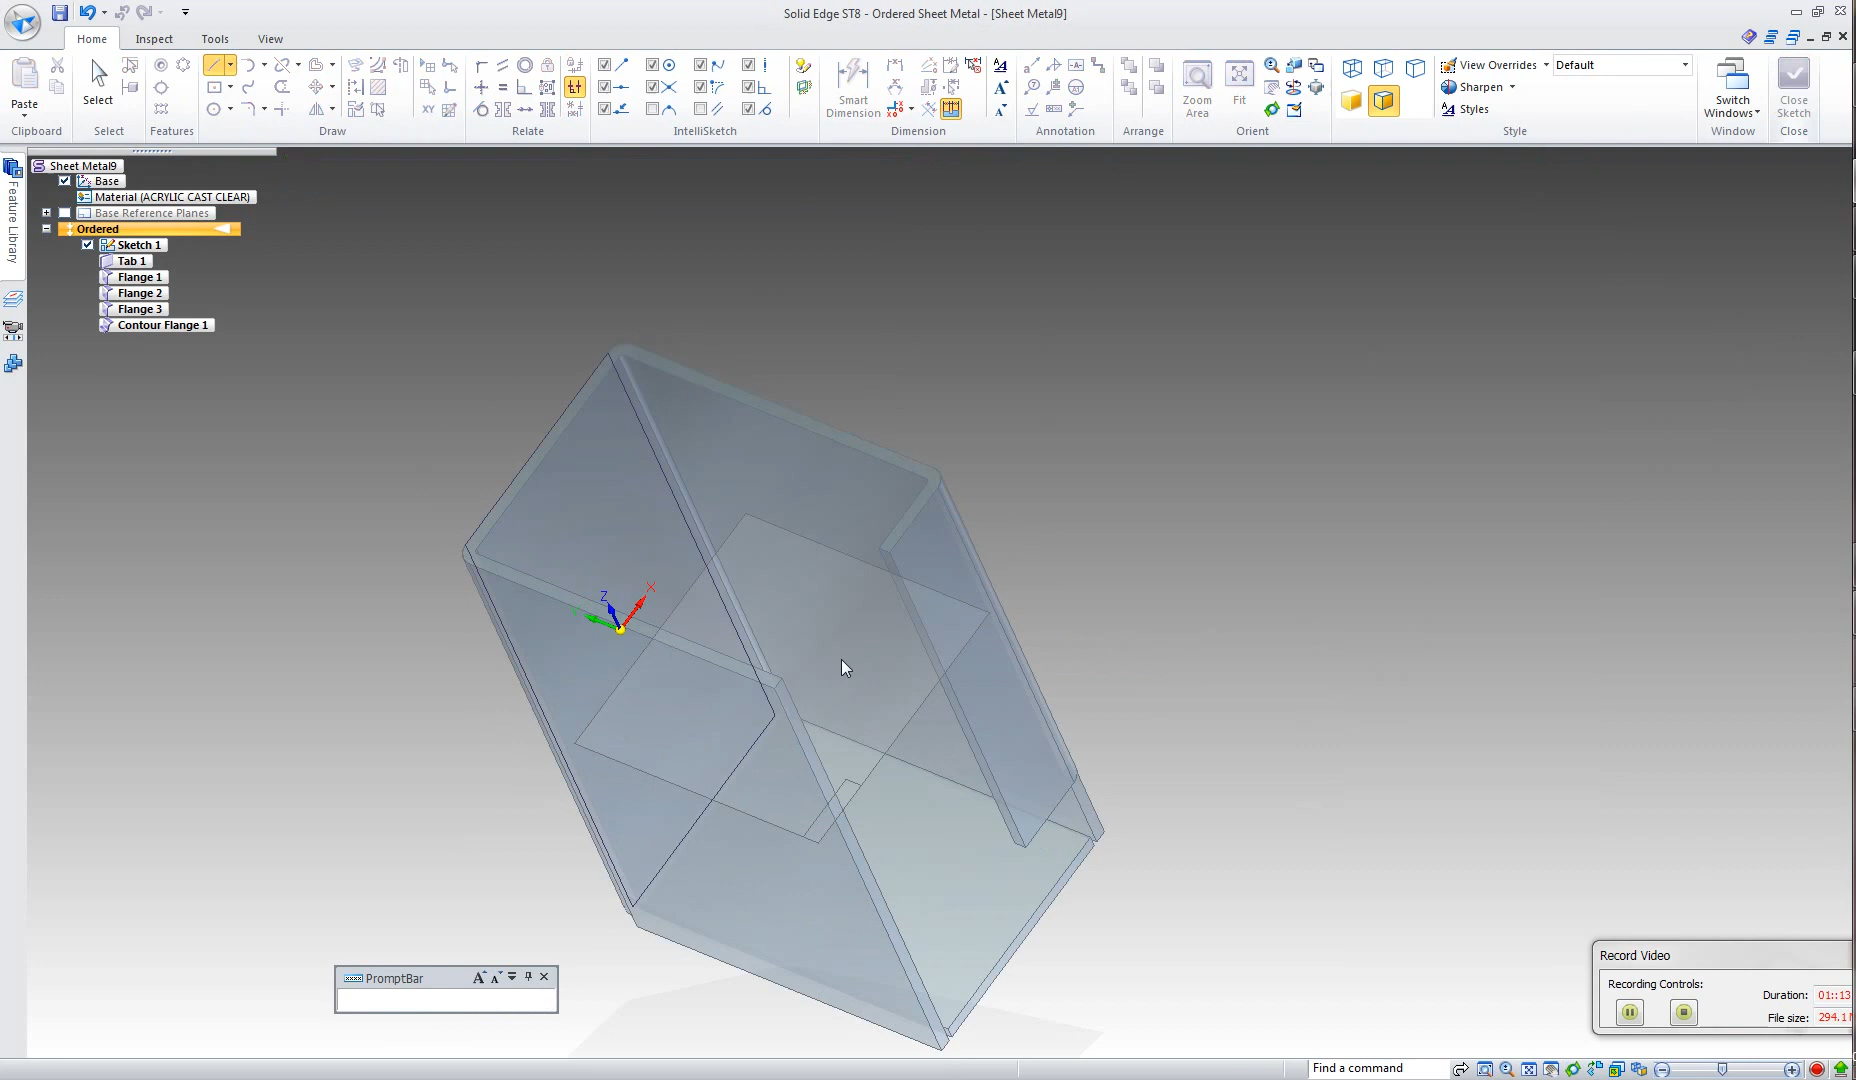 Solid Edge ST8 - Ordered Sheet Metal - [Sheet Metal9]
Home
Inspect
Tools
View
Paste
Clipboard
Select
Select
Features
Draw
Relate
IntelliSketch
Smart
Dimension
Dimension
Annotation
Arrange
Zoom
Area
Fit
Orient
View Overrides
Default
Sharpen
Styles
Style
Switch
Windows
Window
Close
Sketch
Close
Feature Library
Sheet Metal9
Base
Material (ACRYLIC CAST CLEAR)
Base Reference Planes
Ordered
Sketch 1
Tab 1
Flange 1
Flange 2
Flange 3
Contour Flange 1
Z
X
PromptBar
Record Video
Recording Controls:
Duration: 01::13
File size: 294.1
Find a command